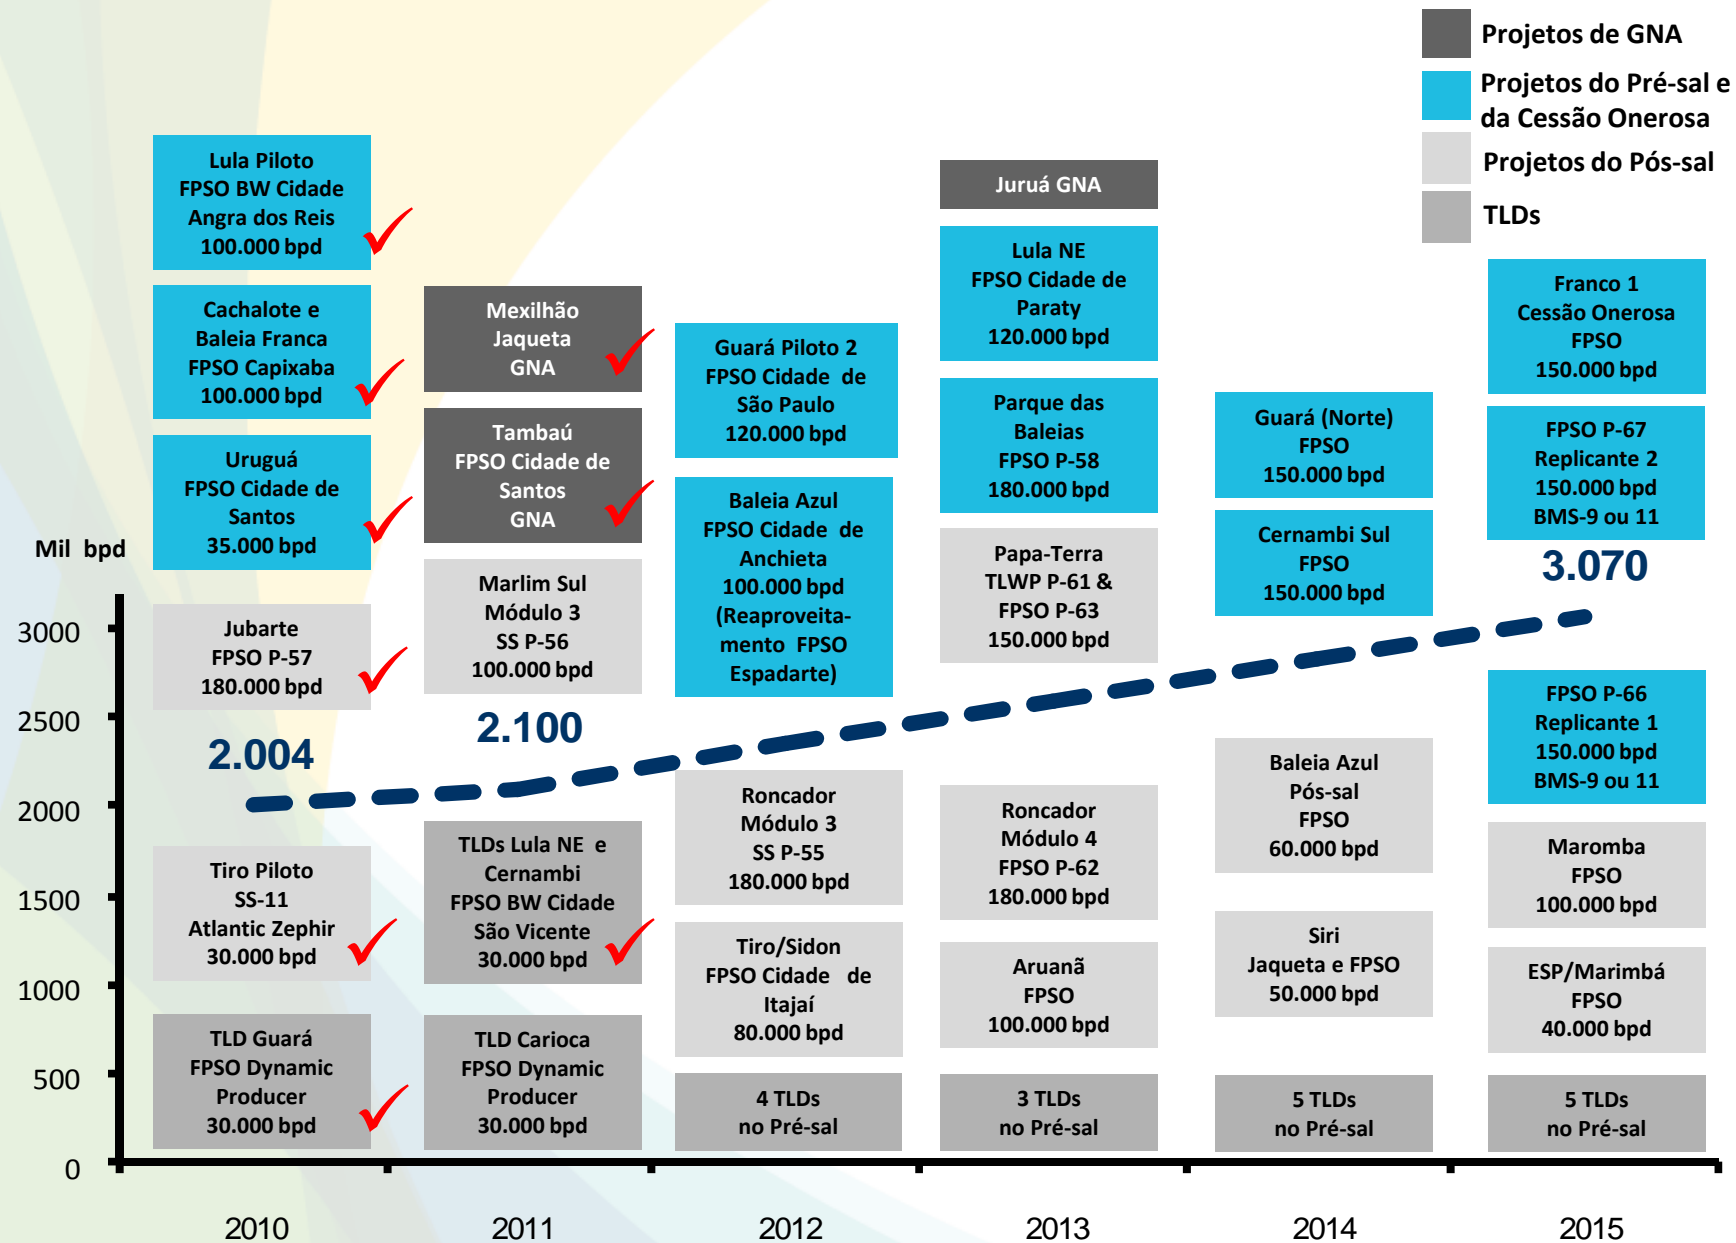 Projetos de GNA
Projetos do Pré-sal e
da Cessão Onerosa
Projetos do Pós-sal
TLDs
Mil bpd
3000
2500
2000
1500
1000
500
0
Lula Piloto
FPSO BW Cidade
Angra dos Reis
100.000 bpd
Cachalote e
Baleia Franca
FPSO Capixaba
100.000 bpd
Uruguá
FPSO Cidade de
Santos
35.000 bpd
Jubarte
FPSO P-57
180.000 bpd
2.004
Tiro Piloto
SS-11
Atlantic Zephir
30.000 bpd
TLD Guará
FPSO Dynamic
Producer
30.000 bpd
Mexilhão
Jaqueta
GNA
Tambaú
FPSO Cidade de
Santos
GNA
Marlim Sul
Módulo 3
SS P-56
100.000 bpd
2.100
TLDs Lula NE e
Cernambi
FPSO BW Cidade
São Vicente
30.000 bpd
TLD Carioca
FPSO Dynamic
Producer
30.000 bpd
Guará Piloto 2
FPSO Cidade de
São Paulo
120.000 bpd
Baleia Azul
FPSO Cidade de
Anchieta
100.000 bpd
(Reaproveita-
mento FPSO
Espadarte)
Roncador
Módulo 3
SS P-55
180.000 bpd
Tiro/Sidon
FPSO Cidade de
Itajaí
80.000 bpd
4 TLDs
no Pré-sal
Juruá GNA
Lula NE
FPSO Cidade de
Paraty
120.000 bpd
Parque das
Baleias
FPSO P-58
180.000 bpd
Papa-Terra
TLWP P-61 &
FPSO P-63
150.000 bpd
Roncador
Módulo 4
FPSO P-62
180.000 bpd
Aruanã
FPSO
100.000 bpd
3 TLDs
no Pré-sal
Guará (Norte)
FPSO
150.000 bpd
Cernambi Sul
FPSO
150.000 bpd
Baleia Azul
Pós-sal
FPSO
60.000 bpd
Siri
Jaqueta e FPSO
50.000 bpd
5 TLDs
no Pré-sal
Franco 1
Cessão Onerosa
FPSO
150.000 bpd
FPSO P-67
Replicante 2
150.000 bpd
BMS-9 ou 11
3.070
FPSO P-66
Replicante 1
150.000 bpd
BMS-9 ou 11
Maromba
FPSO
100.000 bpd
ESP/Marimbá
FPSO
40.000 bpd
5 TLDs
no Pré-sal
2010
2011
2012
2013
2014
2015